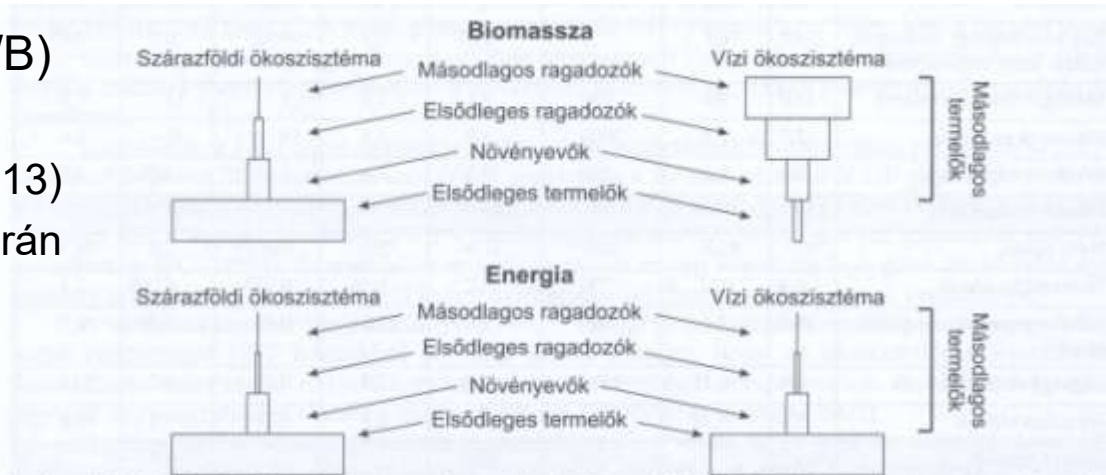 /B)
13)
rán
Biomassza
Szárazföldi ökoszisztéma
Vízi ökoszisztéma
Másodlagos ragadozók
Elsődleges ragadozók
Növényevők
Elsődleges termelők
Másodlagos
termelők
Energia
Szárazföldi ökoszisztéma
Vízi ökoszisztéma
Másodlagos ragadozók
Elsődleges ragadozók
Növényevők
Elsődleges termelők
Másodlagos
termelők